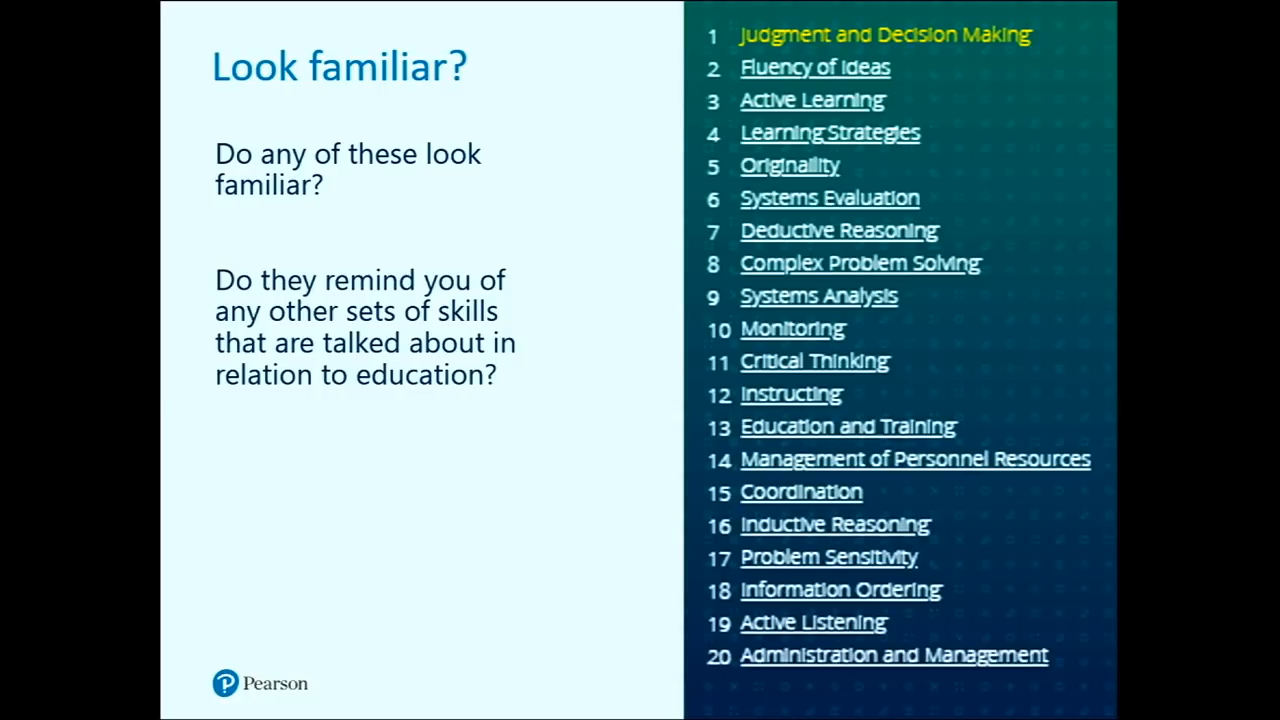 Look familiar?
Do any of these look
familiar?
Do they remind you of
any other sets of skills
that are talked about in
relation to education?
Pearson
1 Judgment and Decision Making
2 Fluency of Ideas
3 Active Learning
4 Learning Strategies
5 Originality
6 Systems Evaluation
7 Deductive Reasoning
8 Complex Problem Solving
9 Systems Analysis
10 Monitoring
11 Critical Thinking
12 Instructing
13 Education and Training
14 Management of Personnel Resources
15 Coordination
16 Inductive Reasoning
17 Problem Sensitivity
18 Information Ordering
19 Active Listening
20 Administration and Management